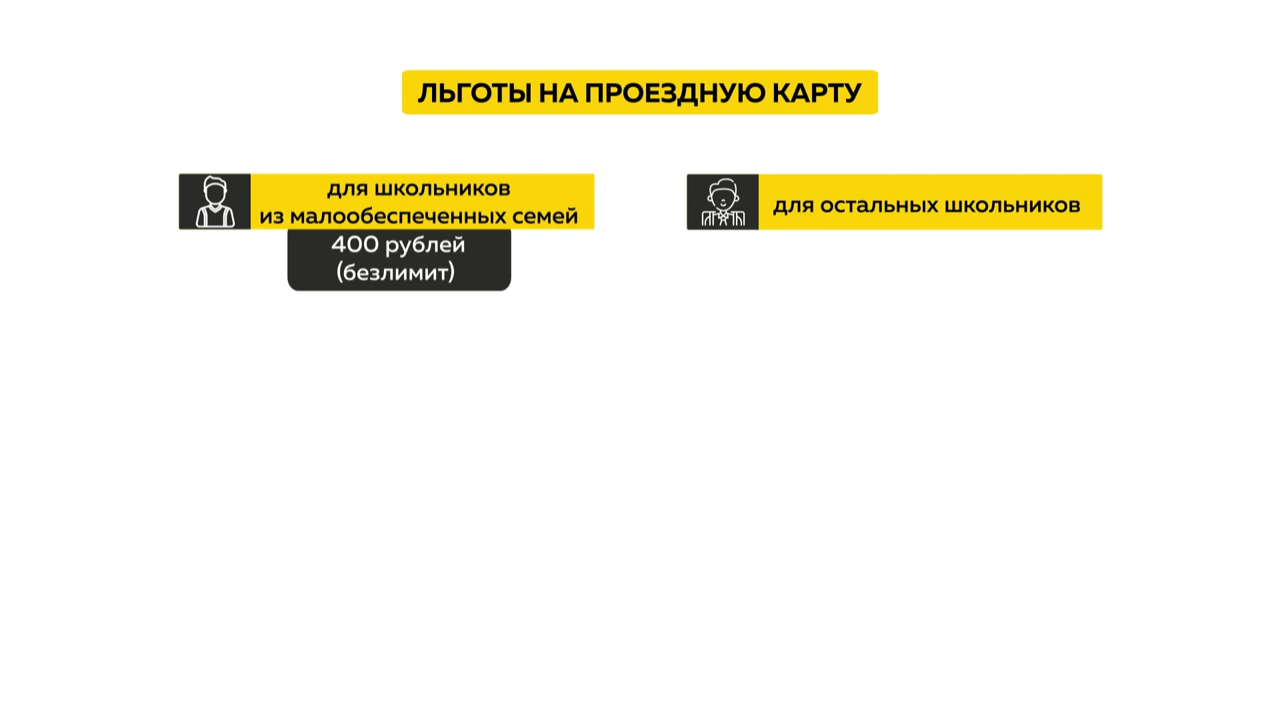 ЛЬГОТЫ НА ПРОЕЗДНУЮ КАРТУ
для школьников
из малообеспеченных семей
400 рублей
(безлимит)
для остальных школьников